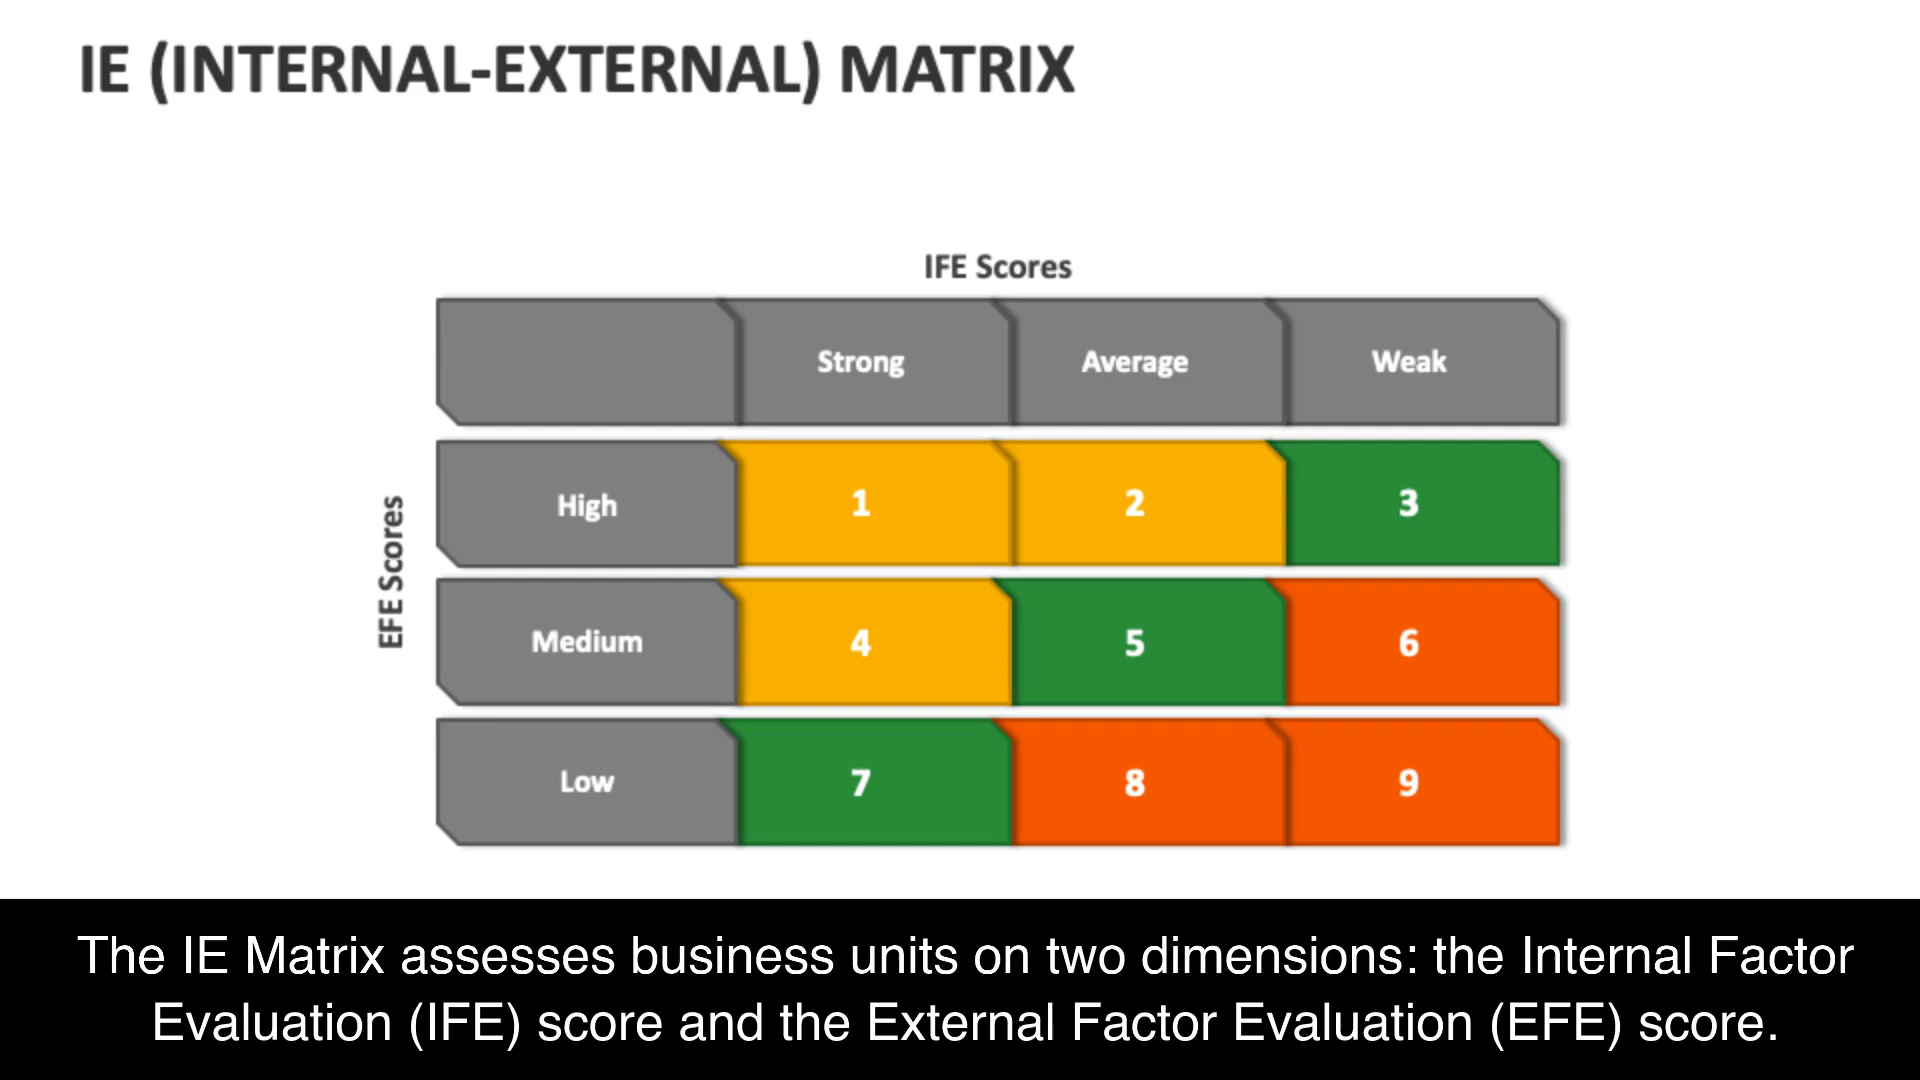 IE (INTERNAL-EXTERNAL) MATRIX
IFE Scores
Strong Average Weak
EFE Scores
High 1 2 3
Medium 4 5 6
Low 7 8 9
The IE Matrix assesses business units on two dimensions: the Internal Factor
Evaluation (IFE) score and the External Factor Evaluation (EFE) score.